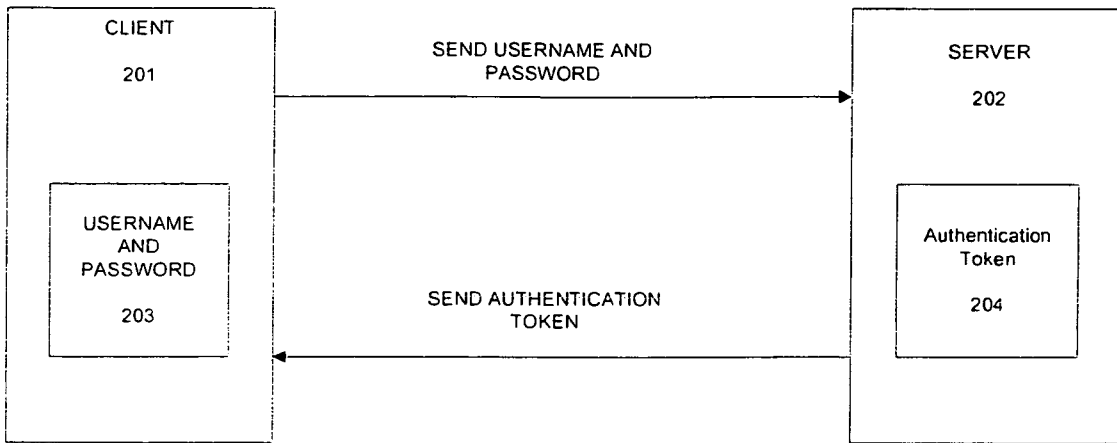 CLIENT
201
SEND USERNAME AND
PASSWORD
SERVER
202
USERNAME
AND
PASSWORD
203
Authentication
Token
204
SEND AUTHENTICATION
TOKEN